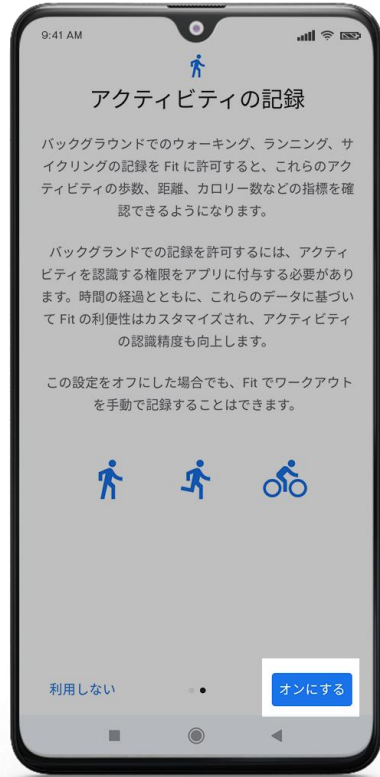 9:41 AM
アクティビティの記録
バックグラウンドでのウォーキング、ランニング、サ
イクリングの記録を Fit に許可すると、これらのアク
ティビティの歩数、距離、カロリー数などの指標を確
認できるようになります。
バックグランドでの記録を許可するには、アクティ
ビティを認識する権限をアプリに付与する必要があり
ます。時間の経過とともに、これらのデータに基づい
て Fit の利便性はカスタマイズされ、アクティビティ
の認識精度も向上します。
この設定をオフにした場合でも、Fit でワークアウト
を手動で記録することはできます。
利用しない
オンにする